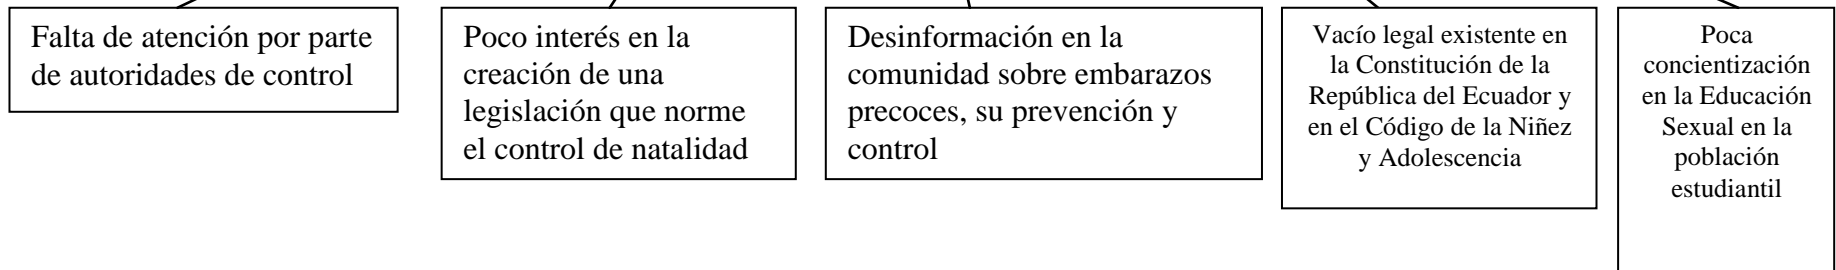 Falta de atención por parte
de autoridades de control
Poco interés en la
creación de una
legislación que norme
el control de natalidad
Desinformación en la
comunidad sobre embarazos
precoces, su prevención y
control
Vacío legal existente en
la Constitución de la
República del Ecuador y
en el Código de la Niñez
y Adolescencia
Poca
concientización
en la Educación
Sexual en la
población
estudiantil